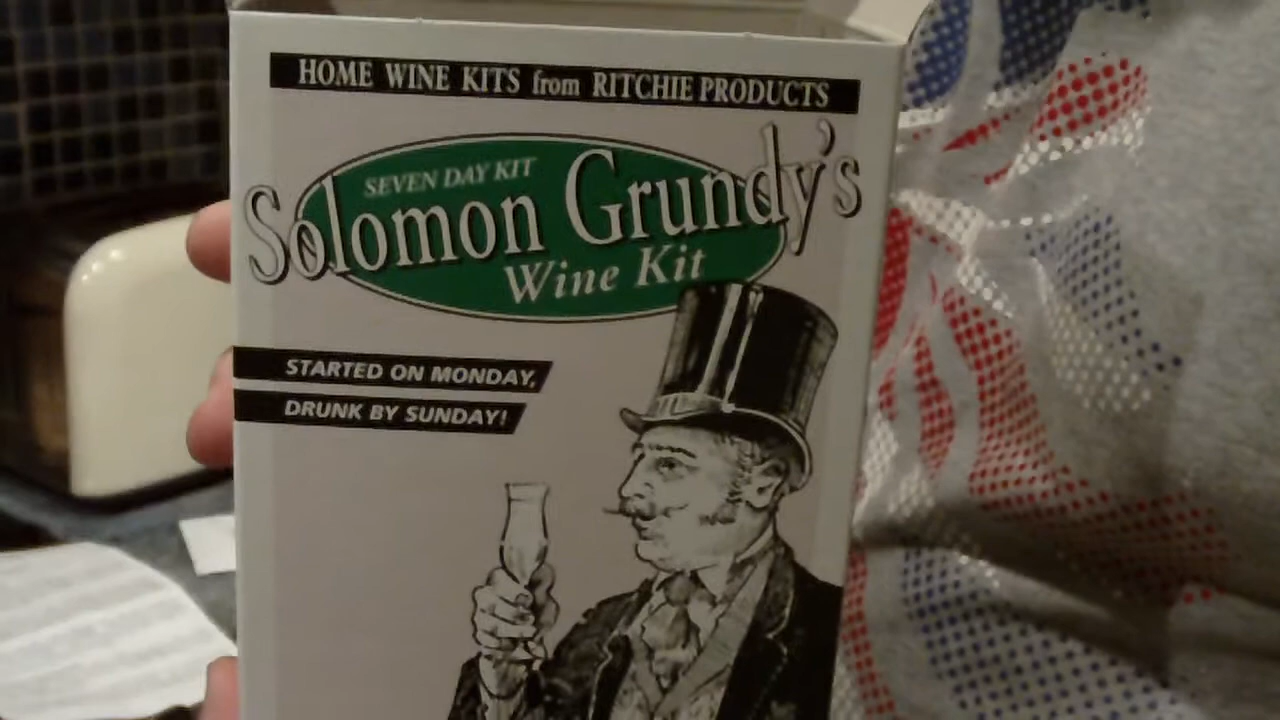 HOME WINE KITS from RITCHIE PRODUCTS
SEVEN DAY KIT
Solomon Grundy's
Wine Kit
STARTED ON MONDAY,
DRUNK BY SUNDAY!